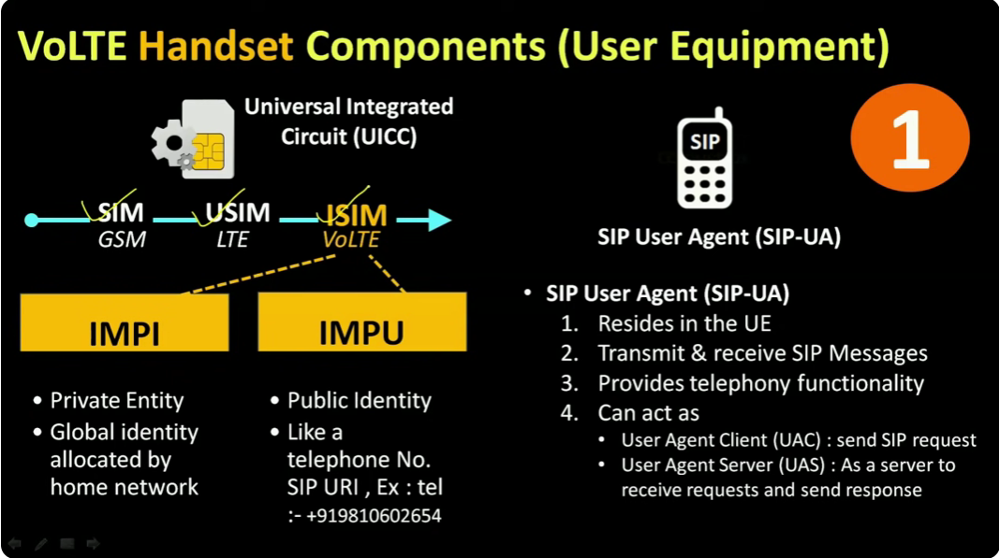 VoLTE Handset Components (User Equipment)
Universal Integrated
Circuit (UICC)
SIM
GSM
USIM
LTE
ISIM
VoLTE
IMPI
IMPU
• Private Entity
• Global identity
allocated by
home network
• Public Identity
• Like a
telephone No.
SIP URI , Ex : tel
:- +919810602654
SIP
1
SIP User Agent (SIP-UA)
• SIP User Agent (SIP-UA)
1. Resides in the UE
2. Transmit & receive SIP Messages
3. Provides telephony functionality
4. Can act as
• User Agent Client (UAC) : send SIP request
• User Agent Server (UAS) : As a server to
receive requests and send response